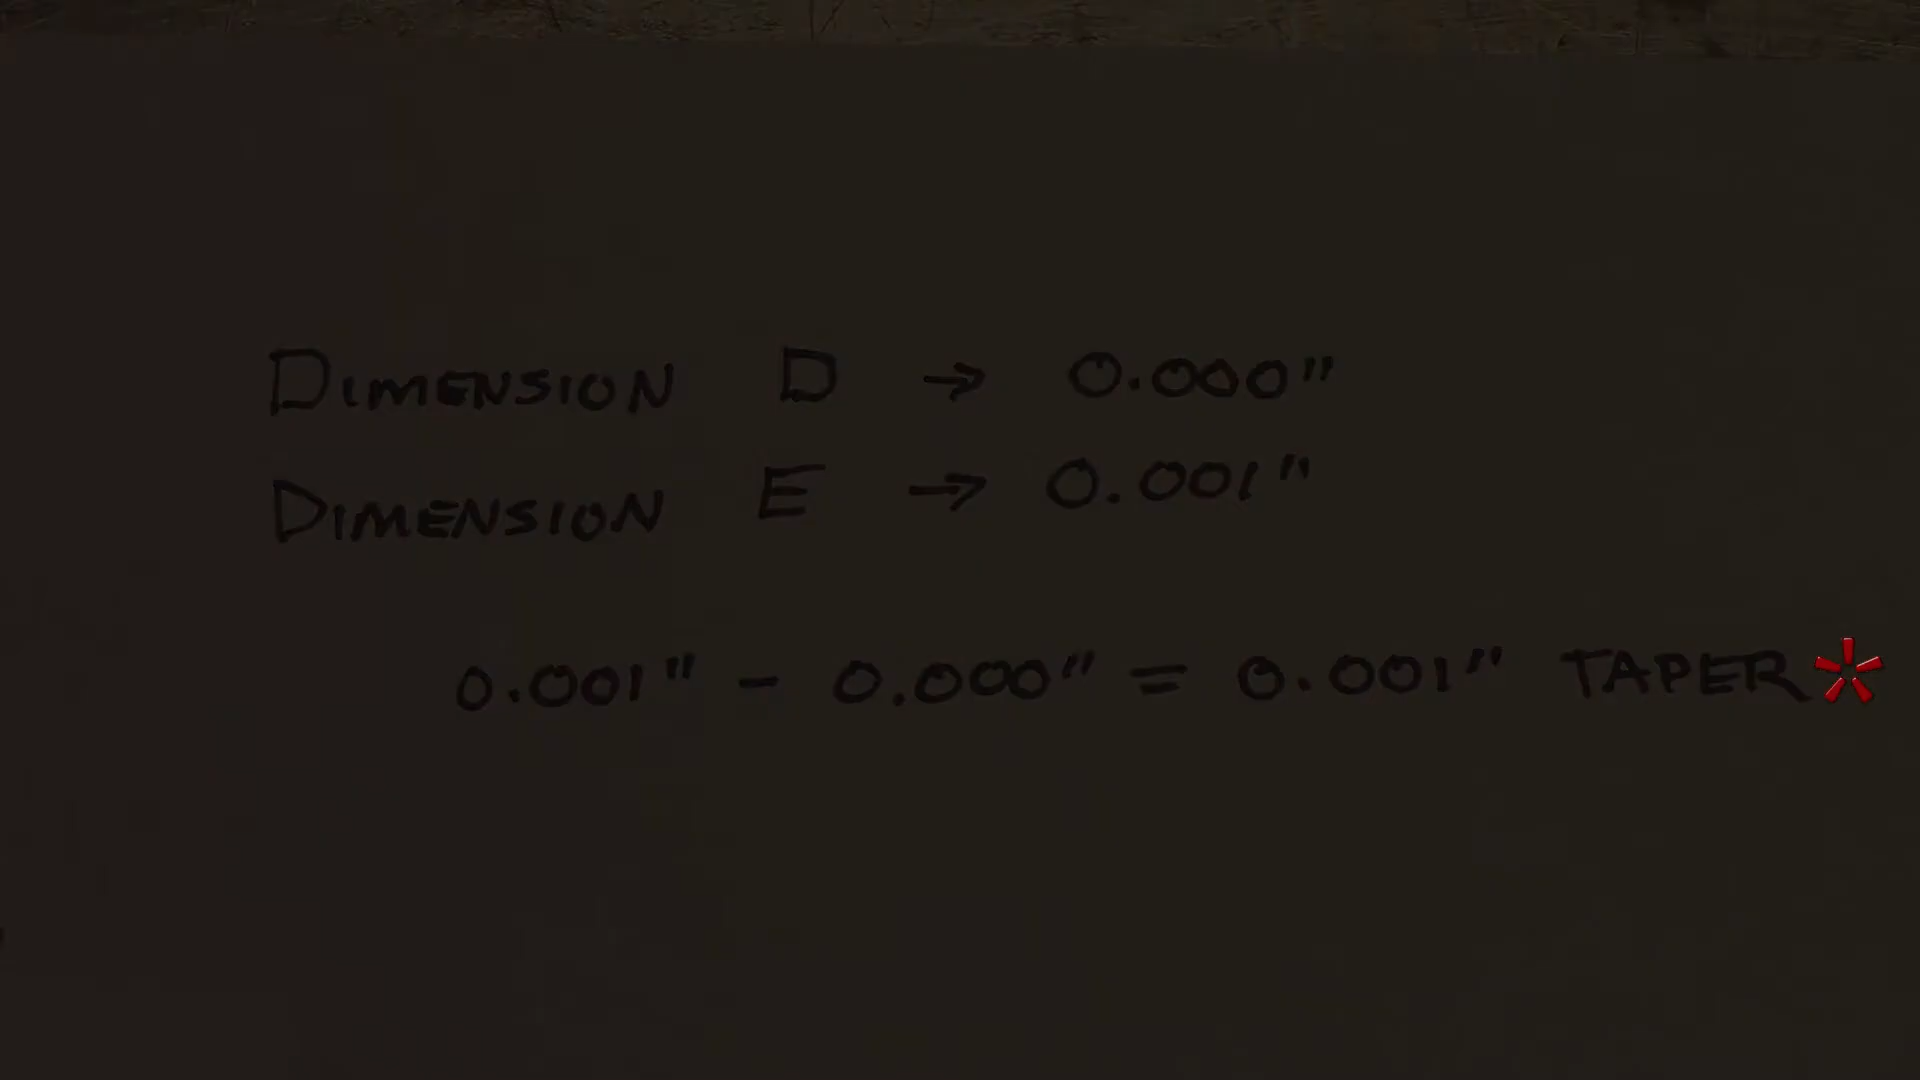 DIMENSION D → 0.000"
DIMENSION E → 0.001"
0.001" - 0.000" = 0.001" TAPER*